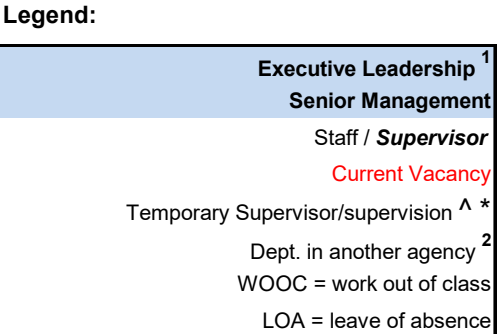 Legend:
Executive Leadership 1
Senior Management
Staff / Supervisor
Current Vacancy
Temporary Supervisor/supervision ^ *
Dept. in another agency 2
WOOC = work out of class
LOA = leave of absence